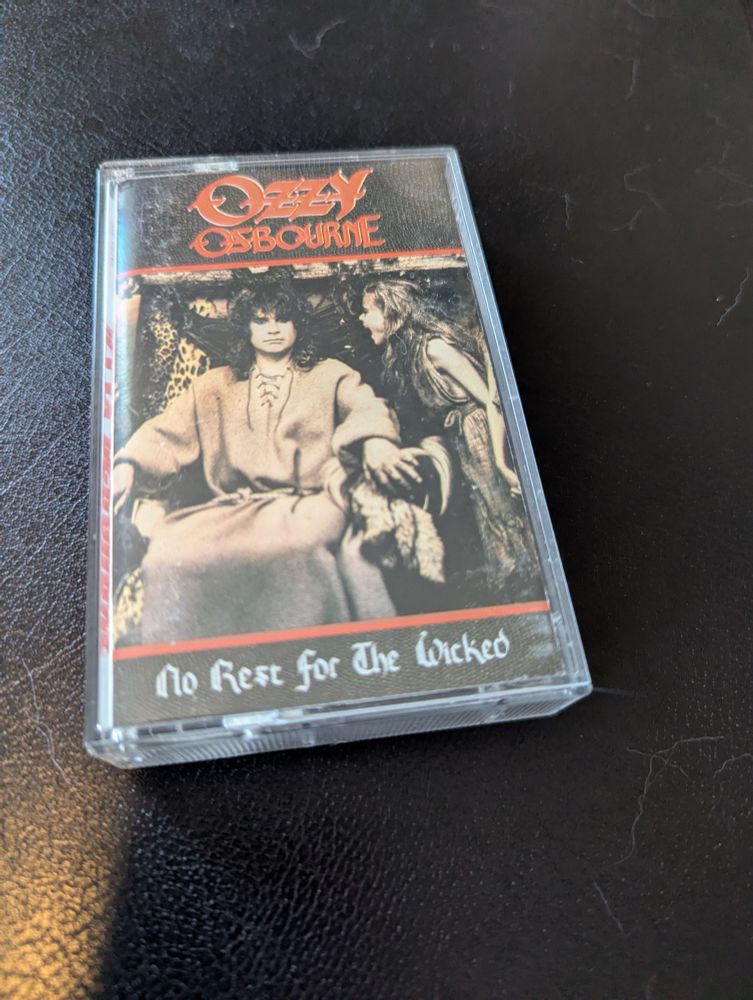 OZZY
OSBOURNE
No Rest for The Wicked